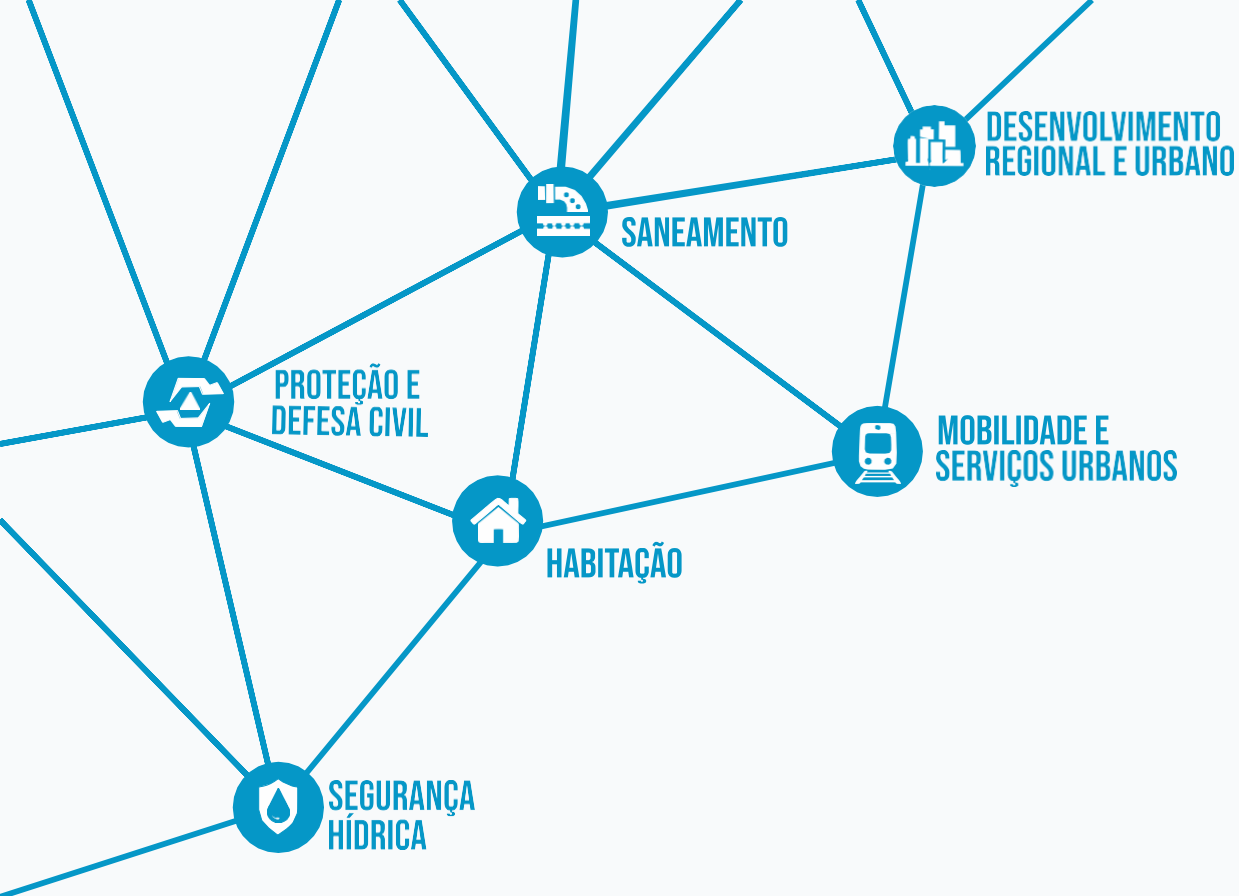 DESENVOLVIMENTO
REGIONAL E URBANO
SANEAMENTO
PROTEÇÃO E
DEFESA CIVIL
MOBILIDADE E
SERVIÇOS URBANOS
HABITAÇÃO
SEGURANÇA
HÍDRICA